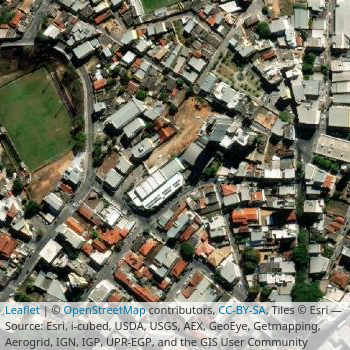 Leaflet | © OpenStreetMap contributors, CC-BY-SA, Tiles © Esri —
Source: Esri, i-cubed, USDA, USGS, AEX, GeoEye, Getmapping,
Aerogrid, IGN, IGP, UPR-EGP, and the GIS User Community